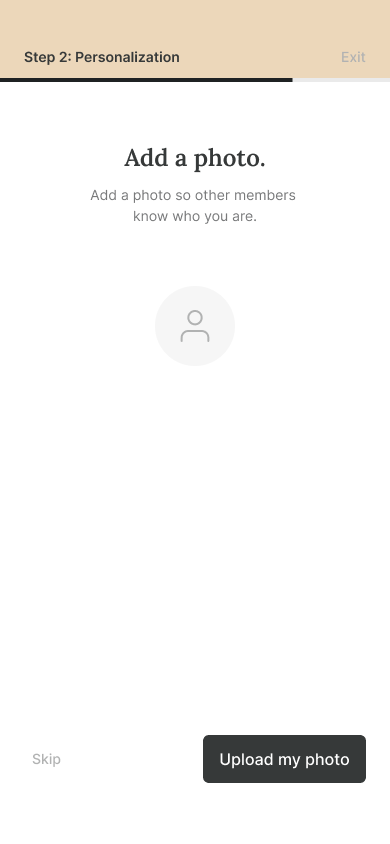 Step 2: Personalization
Exit
Add a photo.
Add a photo so other members
know who you are.
Skip
Upload my photo